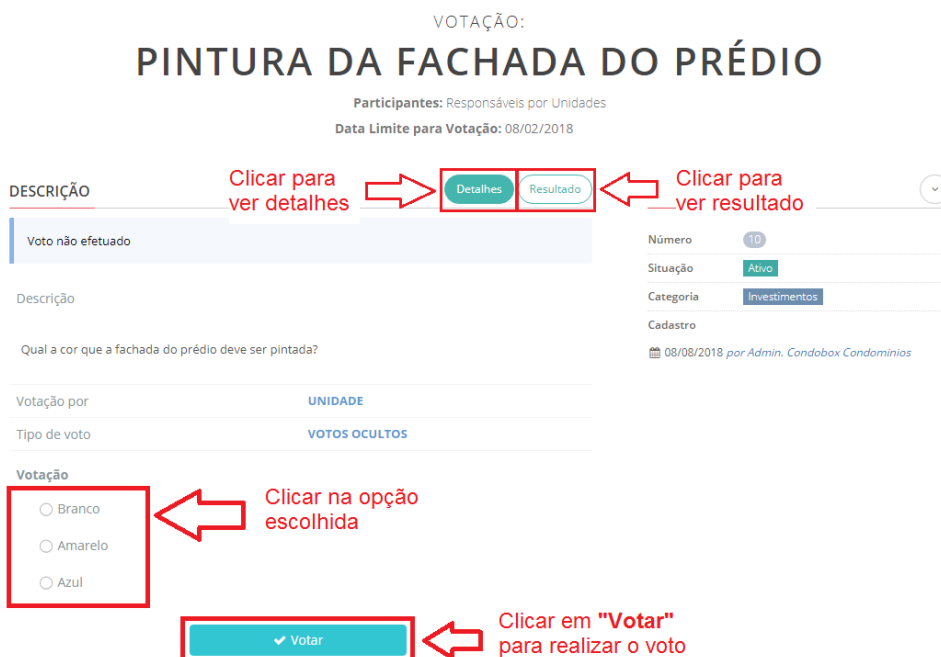 VOTAÇÃO:
PINTURA DA FACHADA DO PRÉDIO
Participantes: Responsáveis por Unidades
Data Limite para Votação: 08/02/2018
DESCRIÇÃO
Clicar para
ver detalhes
Detalhes
Resultado
Clicar para
ver resultado
Voto não efetuado
Descrição
Qual a cor que a fachada do prédio deve ser pintada?
Votação por UNIDADE
Tipo de voto VOTOS OCULTOS
Votação
Branco
Amarelo
Azul
Clicar na opção
escolhida
Votar
Clicar em "Votar"
para realizar o voto
Número 10
Situação Ativo
Categoria Investimentos
Cadastro
08/08/2018 por Admin. Condobox Condominios